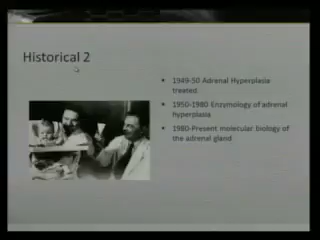 Historical 2
1949-50 Adrenal Hyperplasia
treated
1950-1980 Enzymology of adrenal
hyperplasia
1980-Present molecular biology of
the adrenal gland